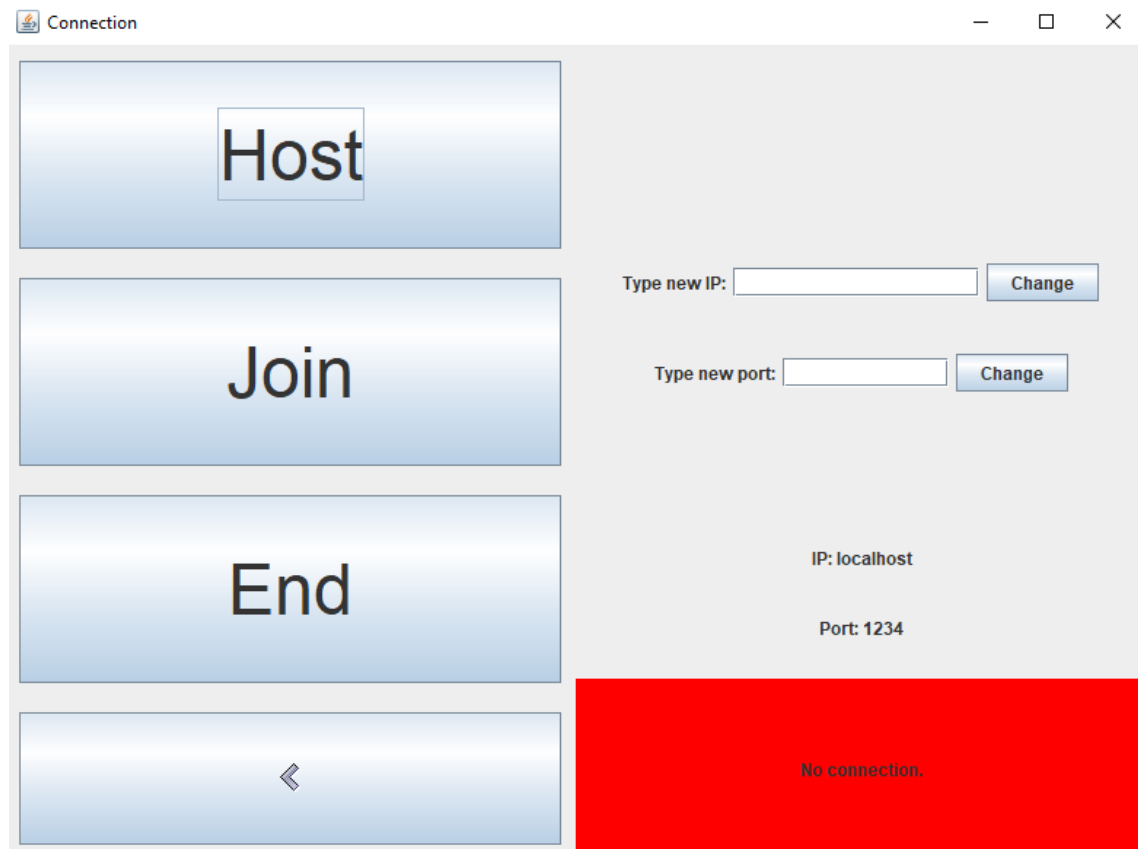 Connection
Host
Join
End
Type new IP: Change
Type new port: Change
IP: localhost
Port: 1234
No connection.